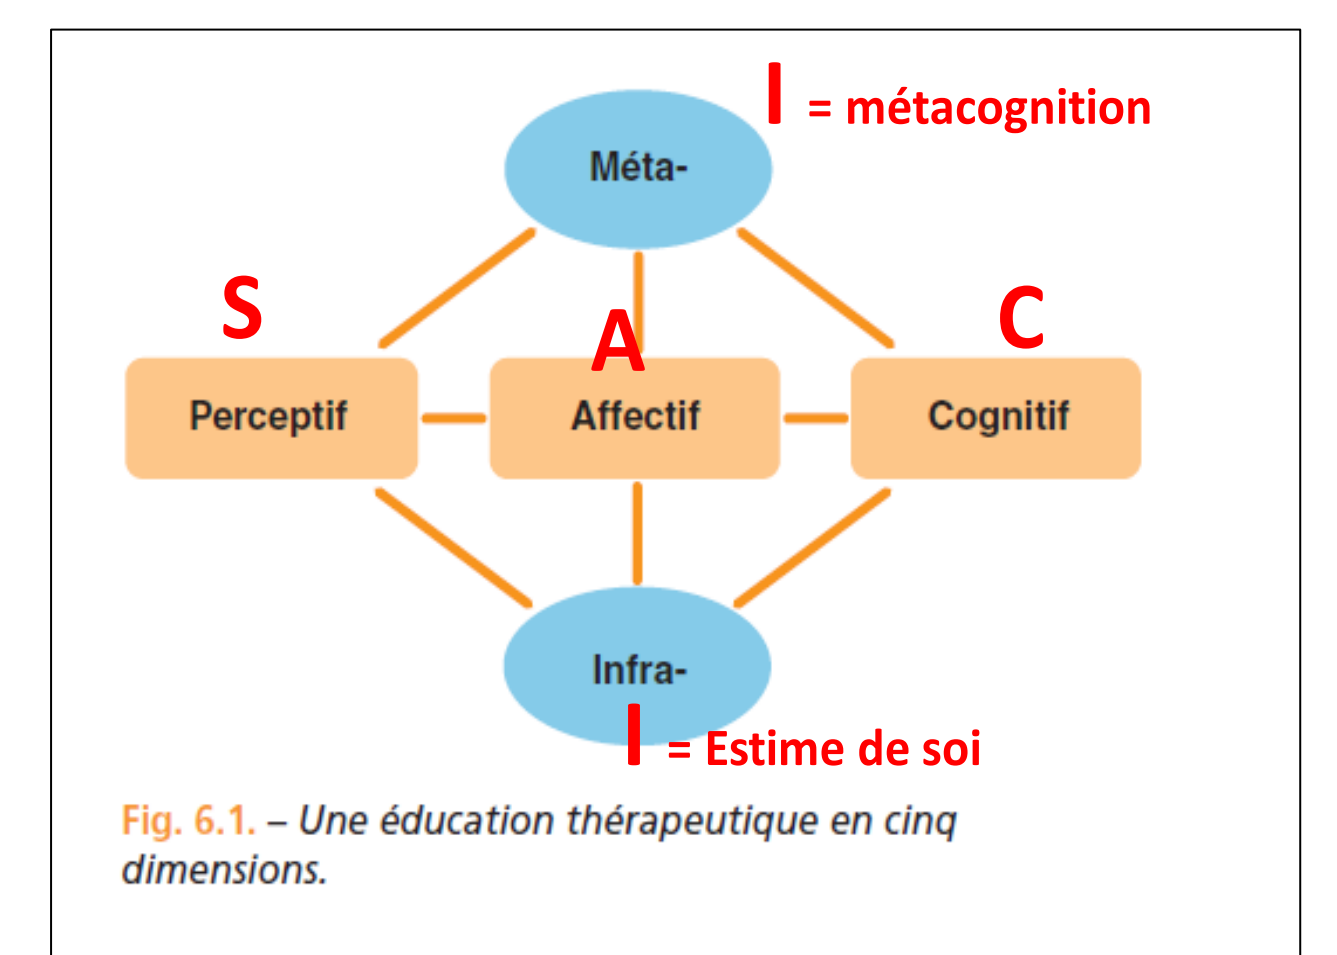 I = métacognition
Méta-
S
A
C
Perceptif
Affectif
Cognitif
Infra-
I = Estime de soi
Fig. 6.1. – Une éducation thérapeutique en cinq
dimensions.